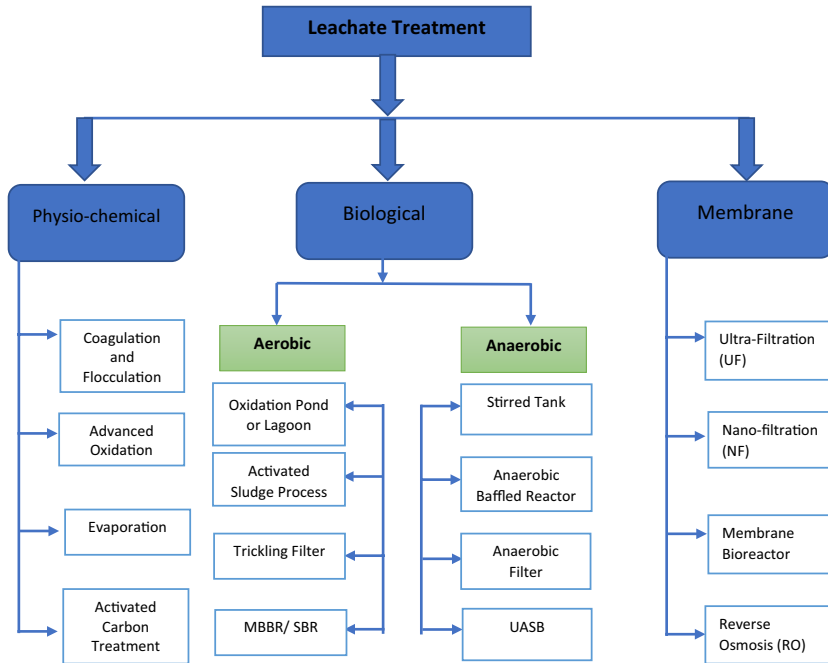 Leachate Treatment
Physio-chemical
Biological
Membrane
Coagulation
and
Flocculation
Advanced
Oxidation
Evaporation
Activated
Carbon
Treatment
Aerobic
Oxidation Pond
or Lagoon
Activated
Sludge Process
Trickling Filter
MBBR/ SBR
Anaerobic
Stirred Tank
Anaerobic
Baffled Reactor
Anaerobic
Filter
UASB
Ultra-Filtration
(UF)
Nano-filtration
(NF)
Membrane
Bioreactor
Reverse
Osmosis (RO)